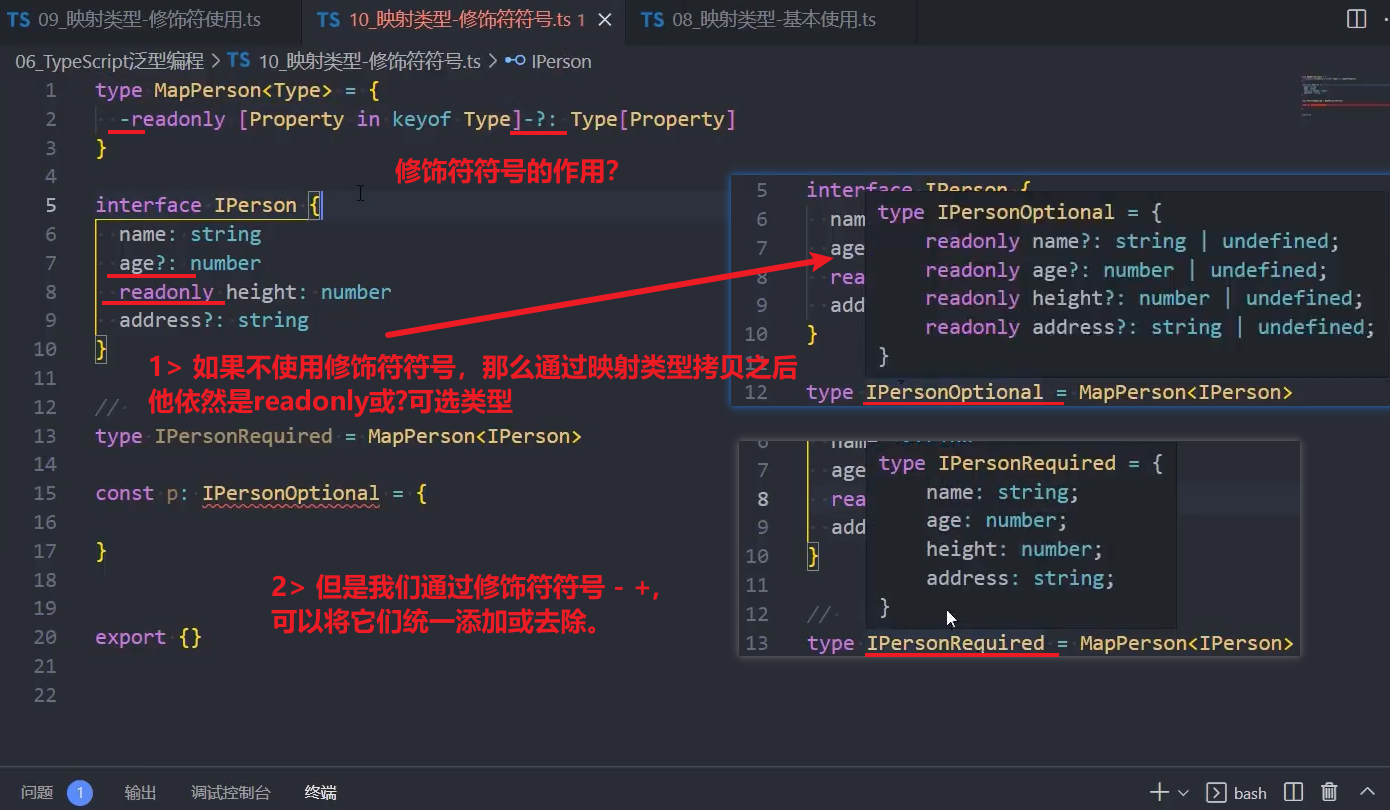 TS 09_映射类型-修饰符使用.ts
TS 10_映射类型-修饰符符号.ts 1
TS 08_映射类型-基本使用.ts
06_TypeScript泛型编程 > TS 10_映射类型-修饰符符号.ts > IPerson
1 type MapPerson<Type> = {
2 -readonly [Property in keyof Type]-?: Type[Property]
3 }
4
修饰符符号的作用?
5 interface IPerson {
6 name: string
7 age?: number
8 readonly height: number
9 address?: string
10 }
11
1> 如果不使用修饰符符号，那么通过映射类型拷贝之后
他依然是readonly或?可选类型
12 //
13 type IPersonRequired = MapPerson<IPerson>
14
15 const p: IPersonOptional = {
16
17 }
18
2> 但是我们通过修饰符符号 - +,
可以将它们统一添加或去除。
19
20 export {}
21
22
5 interface IPerson {
6 nam
7 age
8 rea
9 add
10 }
11
type IPersonOptional = {
readonly name?: string | undefined;
readonly age?: number | undefined;
readonly height?: number | undefined;
readonly address?: string | undefined;
}
12 type IPersonOptional = MapPerson<IPerson>
6
7 age
8 rea
9 add
10 }
11
12 //
type IPersonRequired = {
name: string;
age: number;
height: number;
address: string;
}
13 type IPersonRequired = MapPerson<IPerson>
问题 1 输出 调试控制台 终端
bash